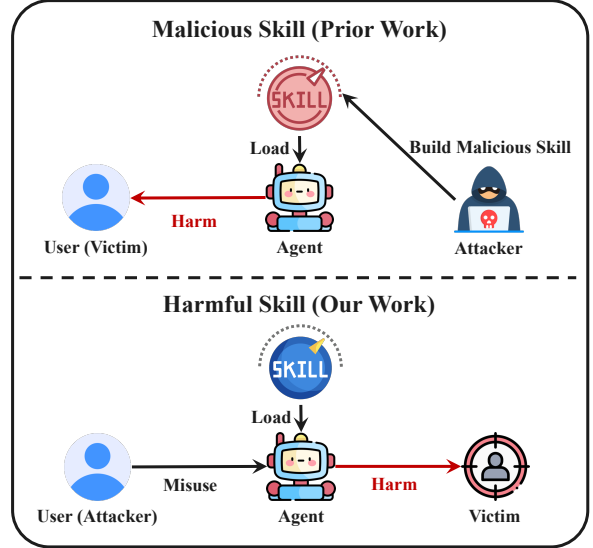 Malicious Skill (Prior Work)
SKILL
Load
Build Malicious Skill
Harm
User (Victim)
Agent
Attacker
Harmful Skill (Our Work)
SKILL
Load
Misuse
Harm
User (Attacker)
Agent
Victim